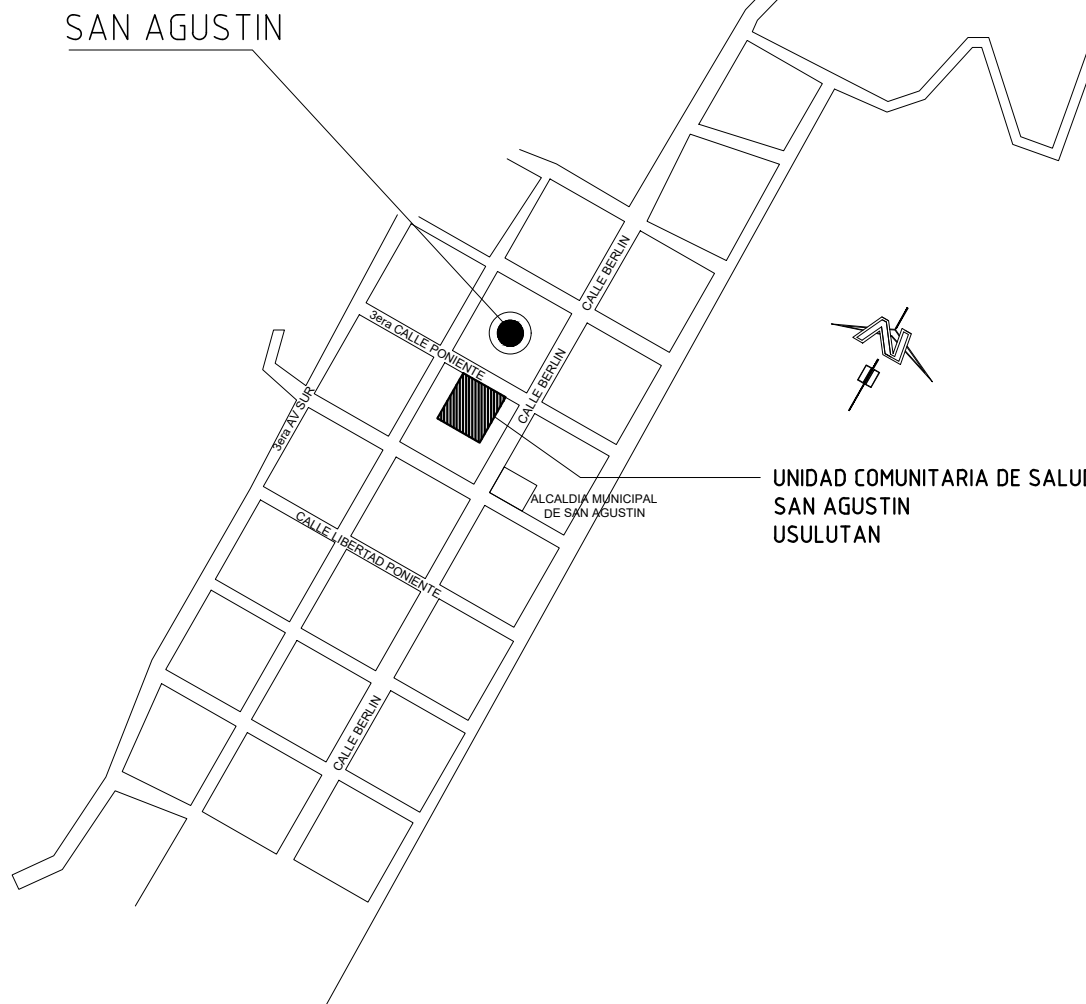 SAN AGUSTIN
CALLE BERLIN
3era CALLE PONIENTE
CALLE BERLIN
3era AV SUR
UNIDAD COMUNITARIA DE SALUD
SAN AGUSTIN
USULUTAN
ALCALDIA MUNICIPAL
DE SAN AGUSTIN
CALLE LIBERTAD PONIENTE
CALLE BERLIN
N